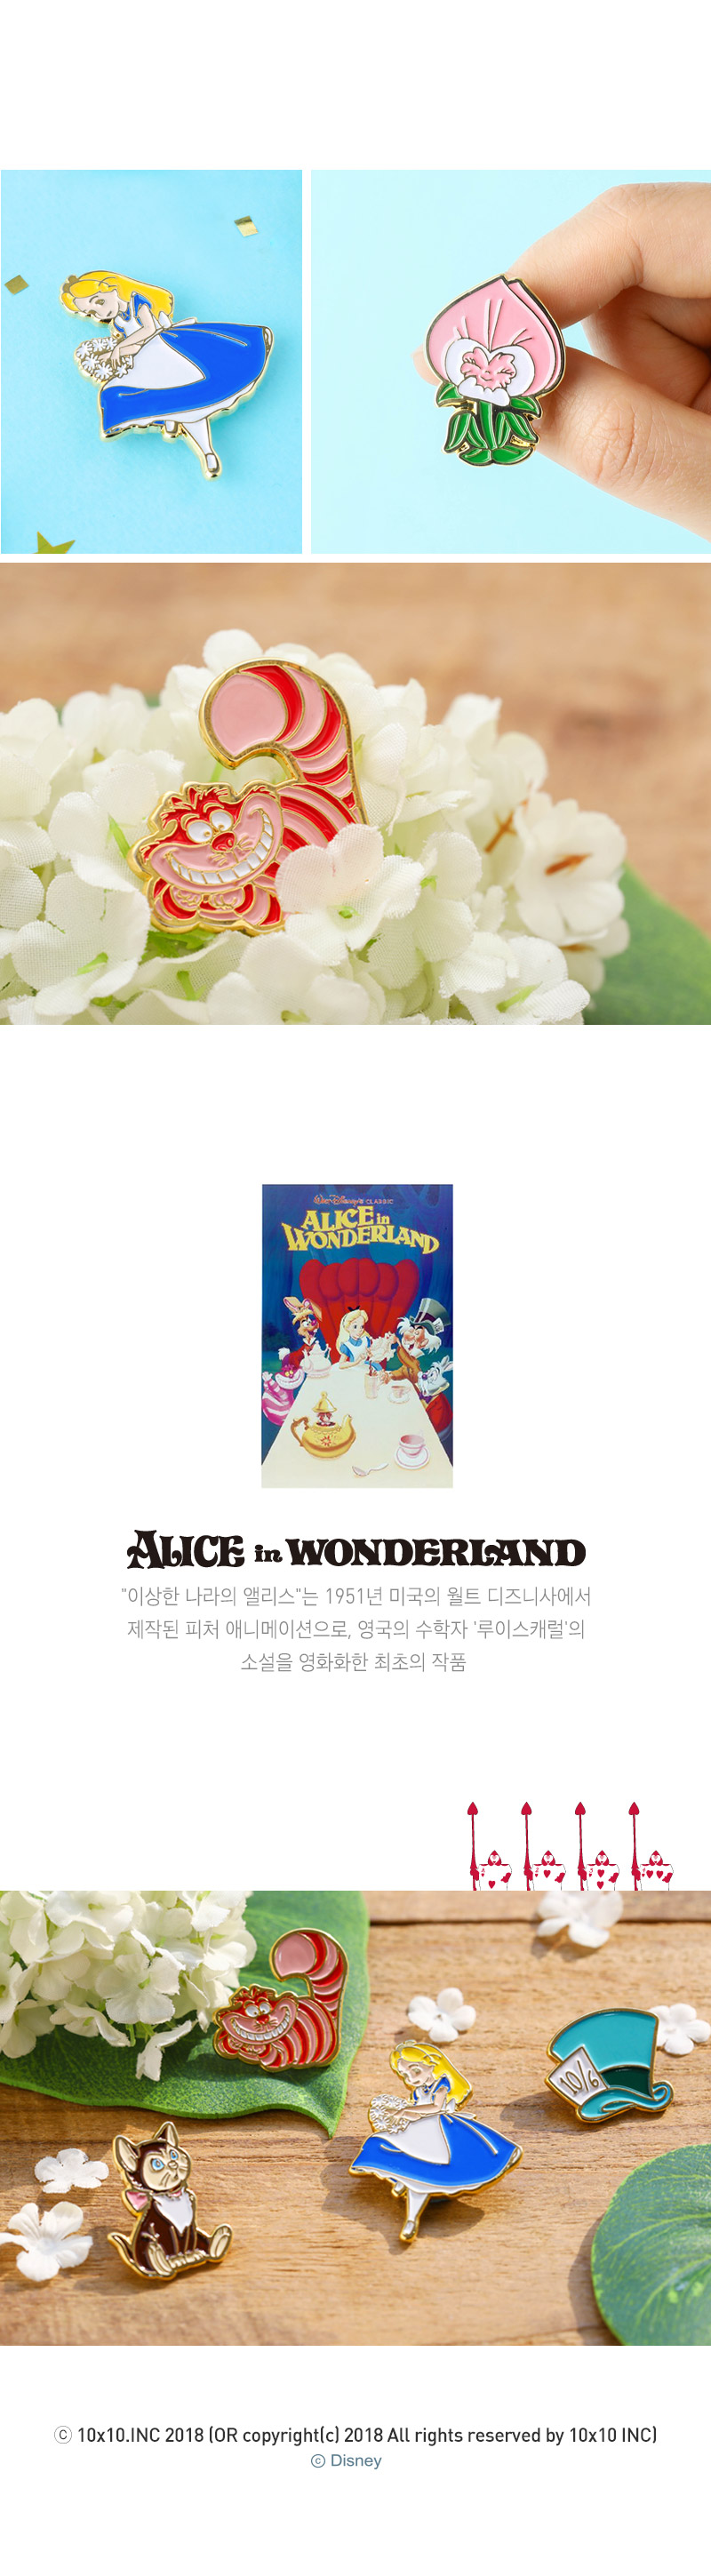 Walt Disney's CLASSIC
ALICE in
WONDERLAND
ALICE in WONDERLAND
"이상한 나라의 앨리스"는 1951년 미국의 월트 디즈니사에서
제작된 피처 애니메이션으로, 영국의 수학자 '루이스캐럴'의
소설을 영화화한 최초의 작품
10/6
ⓒ 10x10.INC 2018 (OR copyright(c) 2018 All rights reserved by 10x10 INC)
ⓒ Disney